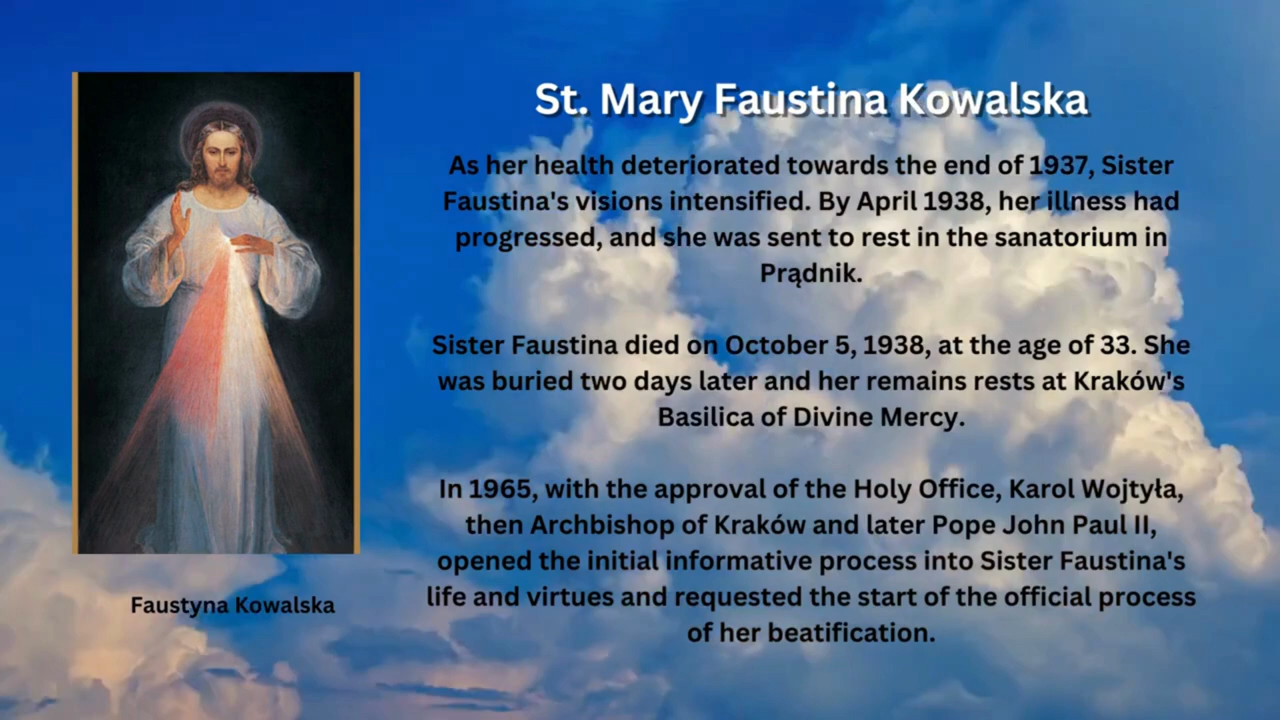 St. Mary Faustina Kowalska
As her health deteriorated towards the end of 1937, Sister
Faustina's visions intensified. By April 1938, her illness had
progressed, and she was sent to rest in the sanatorium in
Prądnik.
Sister Faustina died on October 5, 1938, at the age of 33. She
was buried two days later and her remains rests at Kraków's
Basilica of Divine Mercy.
In 1965, with the approval of the Holy Office, Karol Wojtyła,
then Archbishop of Kraków and later Pope John Paul II,
opened the initial informative process into Sister Faustina's
life and virtues and requested the start of the official process
of her beatification.
Faustyna Kowalska